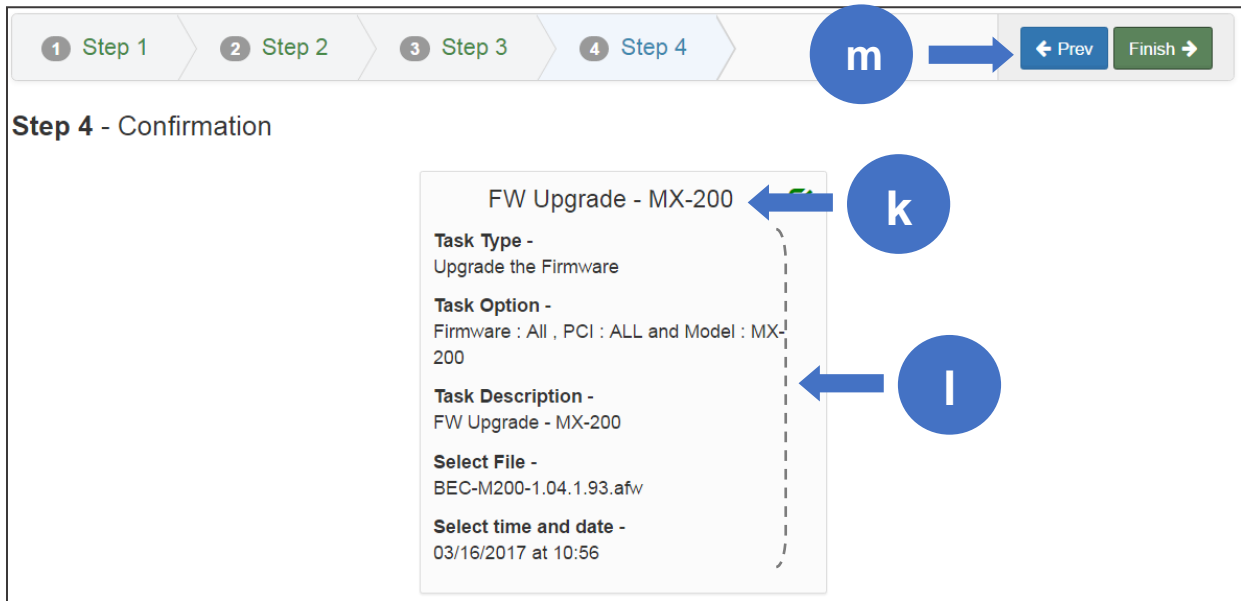 1 Step 1 2 Step 2 3 Step 3 4 Step 4 m ← Prev Finish →
Step 4 - Confirmation
FW Upgrade - MX-200
k
Task Type -
Upgrade the Firmware
Task Option -
Firmware : All , PCI : ALL and Model : MX-
200
l
Task Description -
FW Upgrade - MX-200
Select File -
BEC-M200-1.04.1.93.afw
Select time and date -
03/16/2017 at 10:56